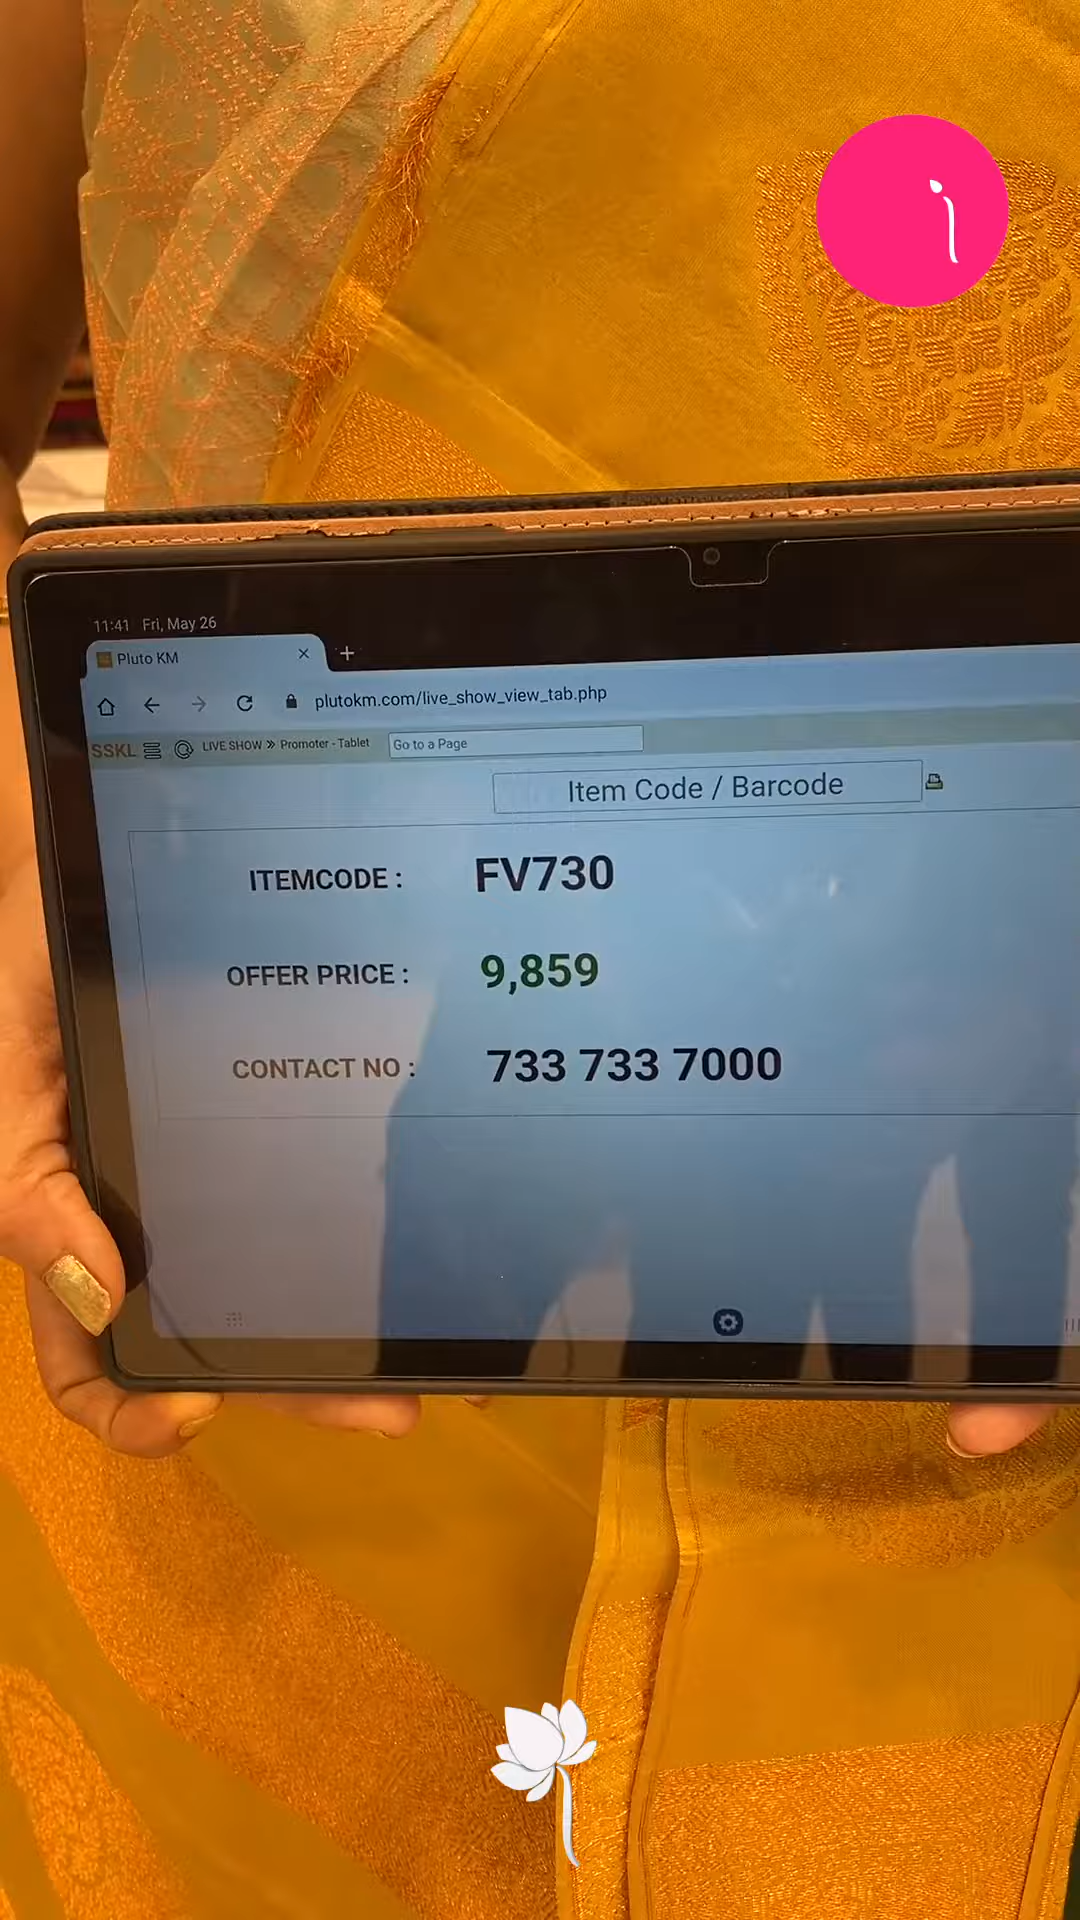 11:41 Fri, May 26
Pluto KM
plutokm.com/live_show_view_tab.php
SSKL LIVE SHOW » Promoter - Tablet Go to a Page
Item Code / Barcode
ITEMCODE : FV730
OFFER PRICE : 9,859
CONTACT NO : 733 733 7000